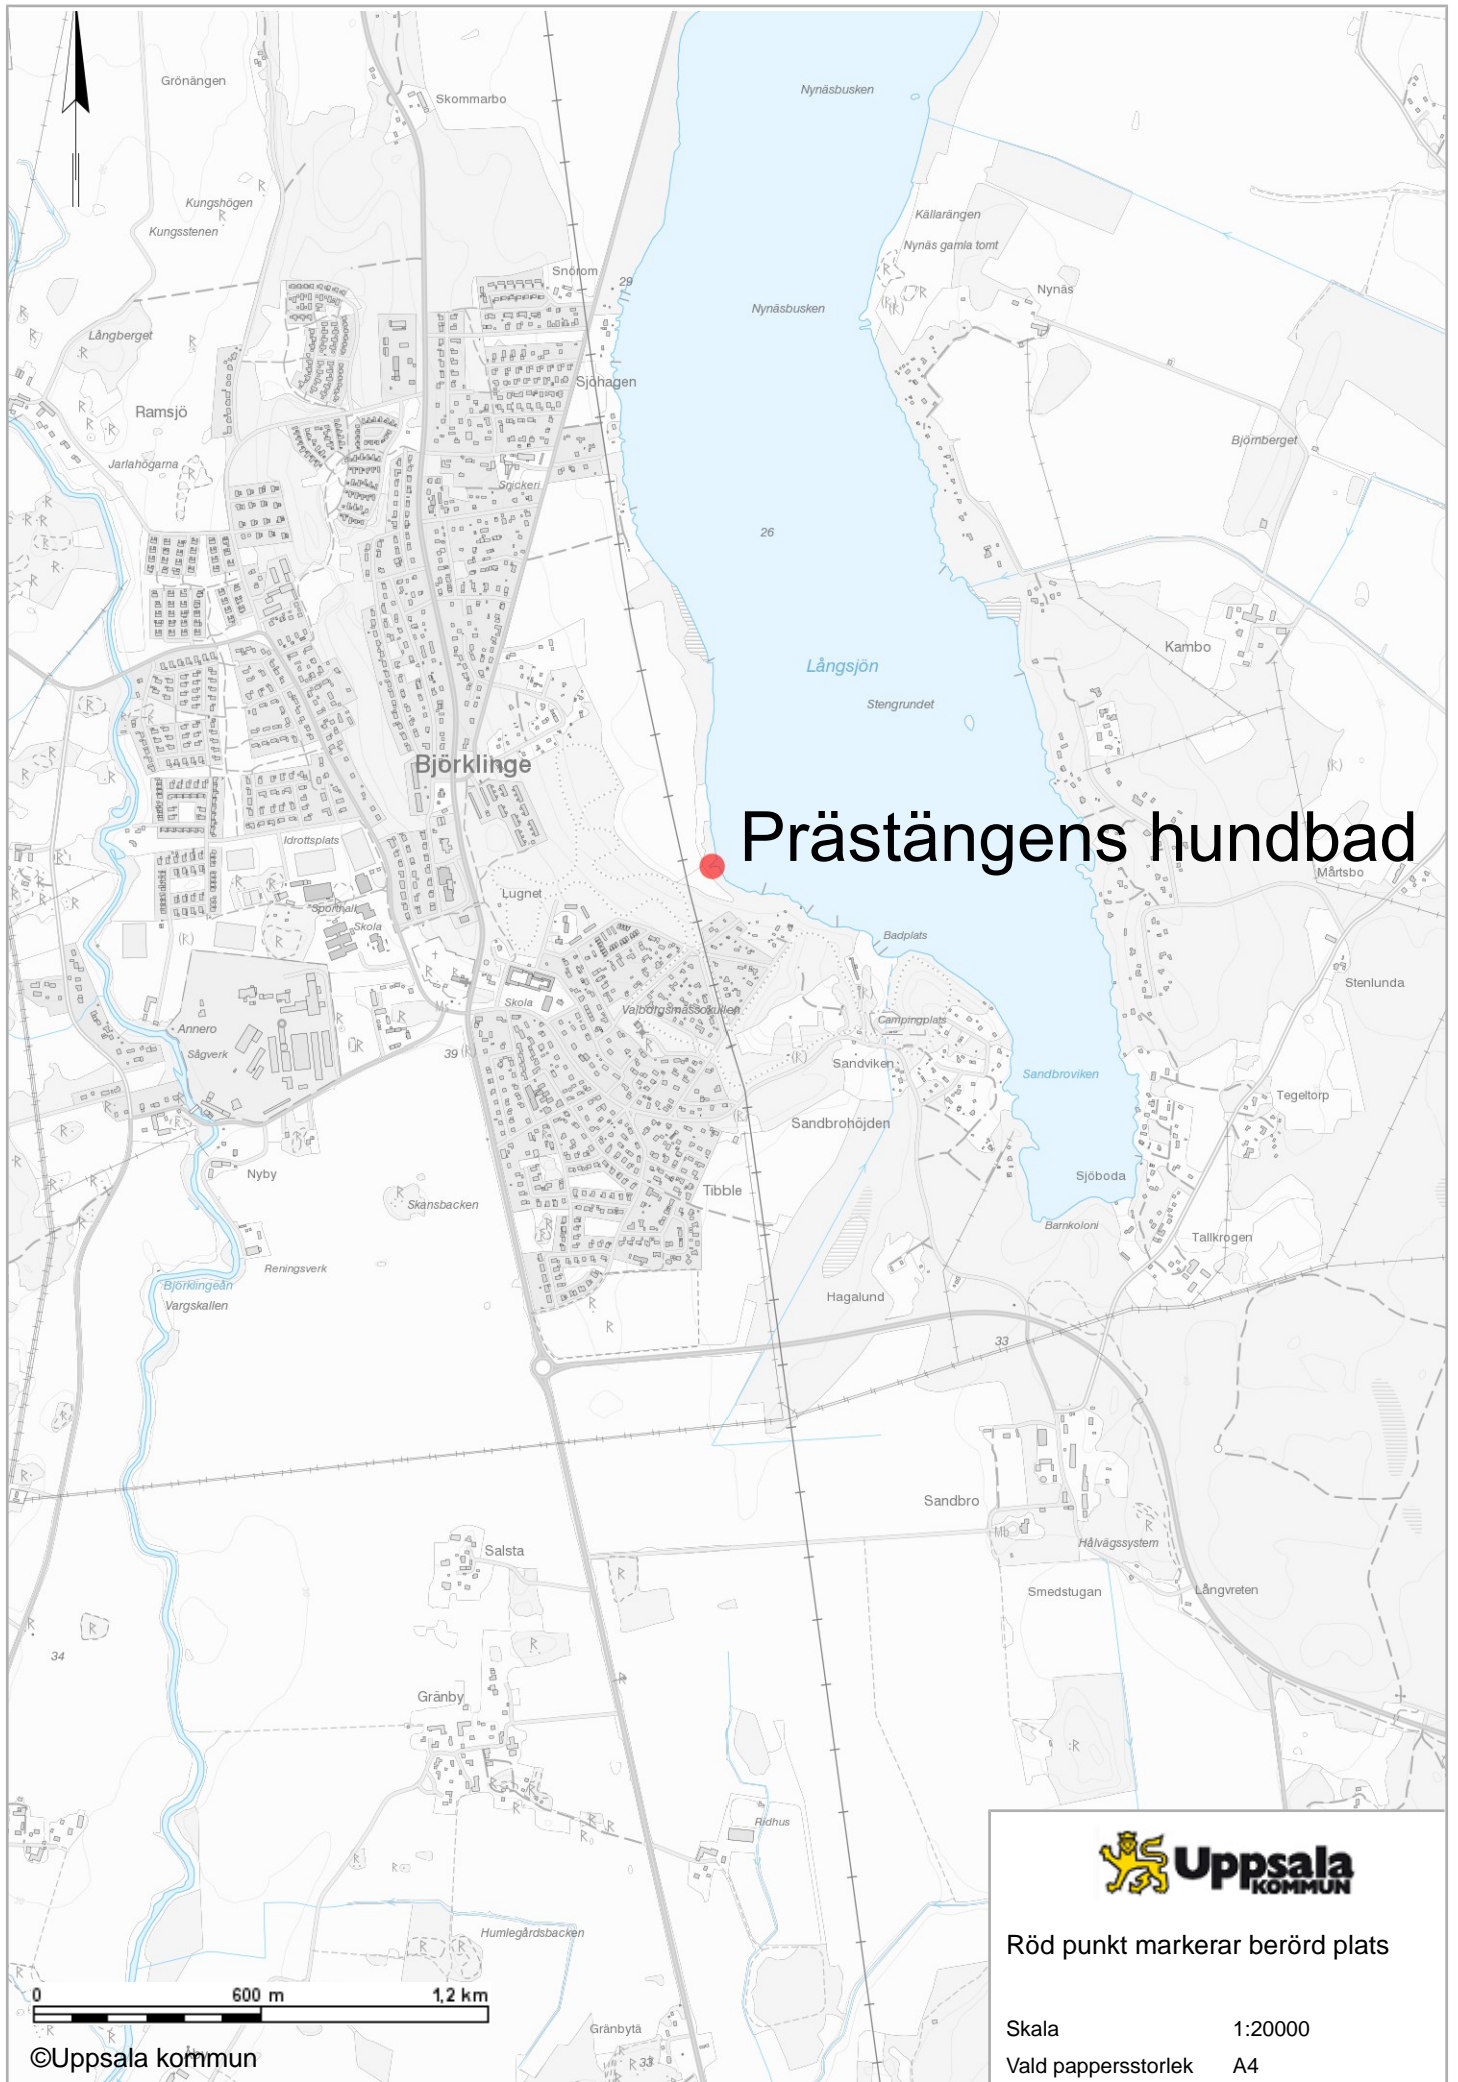 Grönängen
Skommarbo
Nynäsbusken
Kungshögen
R
Kungsstenen
Källarängen
Nynäs gamla tomt
Snörom
29
Nynäs
Nynäsbusken
Långberget
Sjöhagen
Ramsjö
Björnberget
Jarlahögarna
Snickeri
26
Kambo
Långsjön
Stengrundet
Björklinge
(R)
Prästängens hundbad
Idrottsplats
Mårtsbo
Lugnet
Sporthall
Skola
Badplats
Stenlunda
Skola
Valborgsmässokullen
Campingplats
Annero
Sågverk
39
(R)
Sandviken
Sandbroviken
Tegeltorp
Sandbrohöjden
Nyby
Sjöboda
Tibble
Skansbacken
Barnkoloni
Tallkrogen
Reningsverk
Björklingeån
Vargskallen
Hagalund
33
Sandbro
Mb
Hålvägssystem
Salsta
Smedstugan
Långvreten
34
Gränby
Ridhus
Humlegårdsbacken
Gränbytä
33
Uppsala
KOMMUN
Röd punkt markerar berörd plats
Skala 1:20000
Vald pappersstorlek A4
0 600 m 1,2 km
©Uppsala kommun